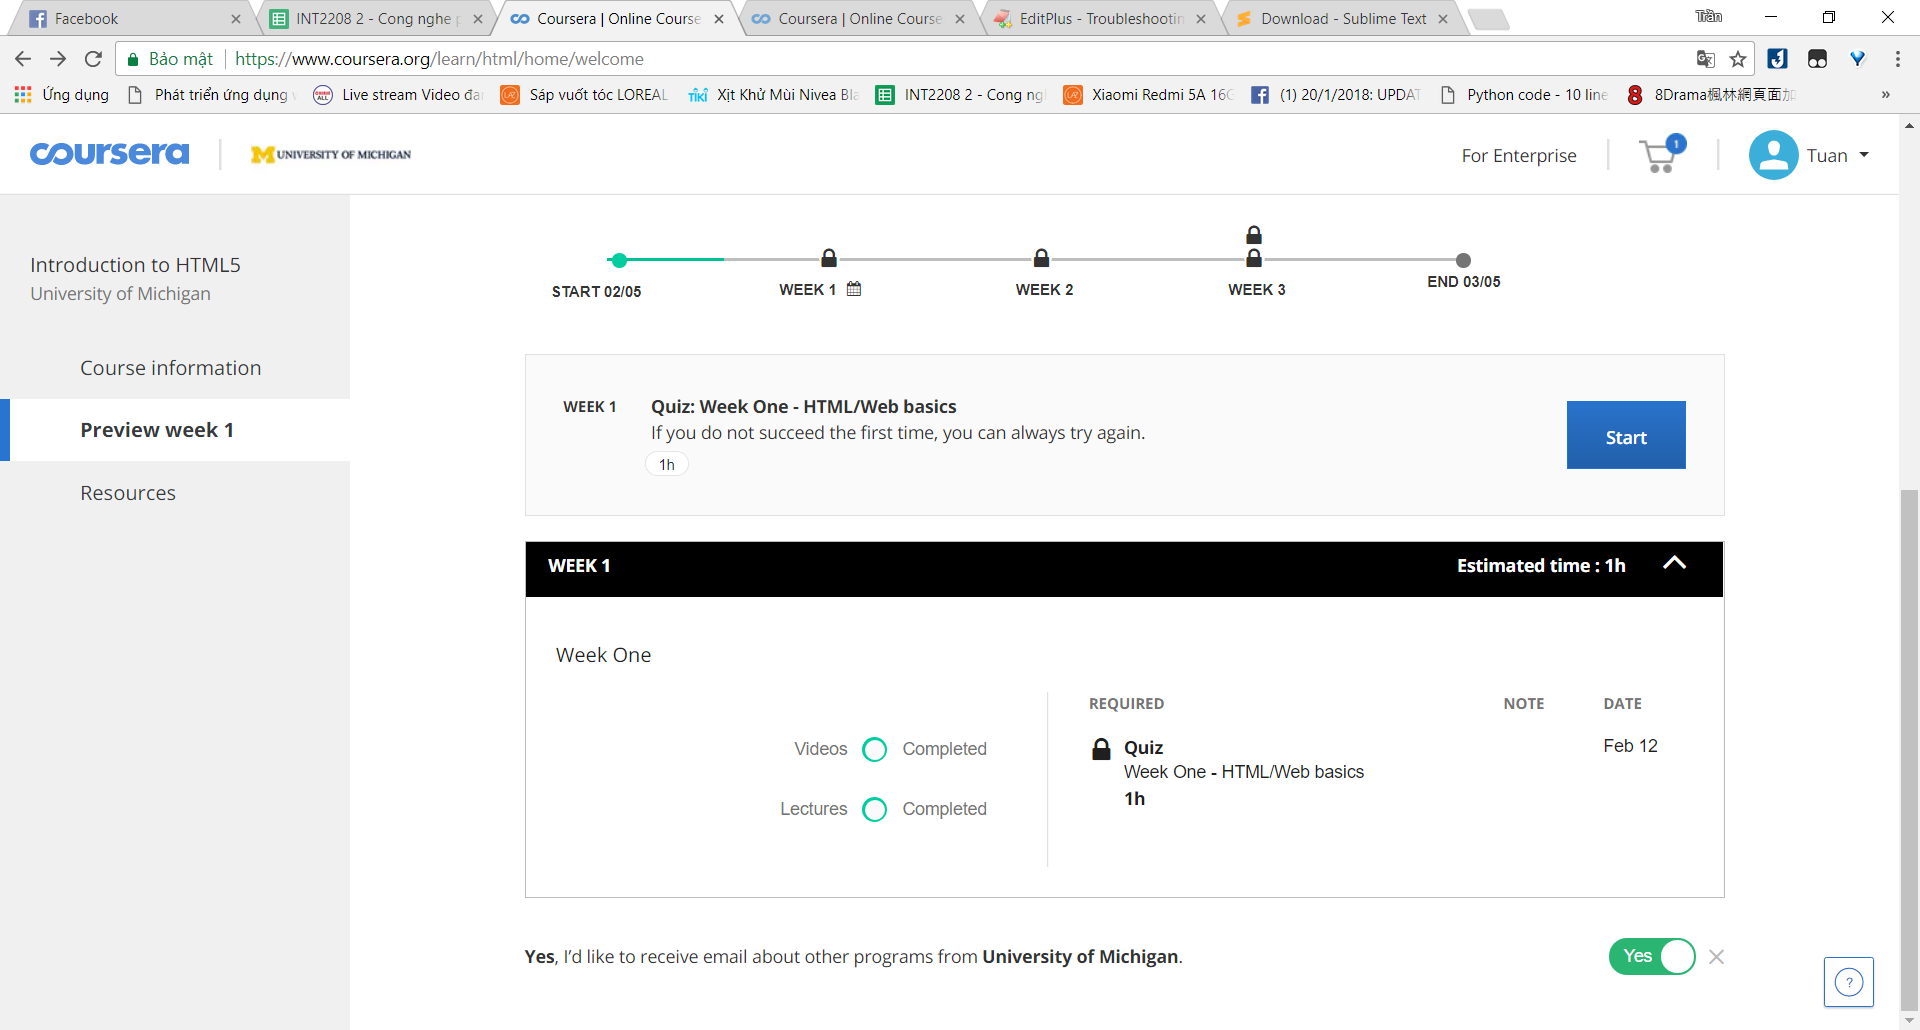 Facebook
INT2208 2 - Cong nghe p
Coursera | Online Course
Coursera | Online Course
EditPlus - Troubleshootin
Download - Sublime Text
Trần
Bảo mật
https://www.coursera.org/learn/html/home/welcome
Ứng dụng
Phát triển ứng dụng
Live stream Video đa
Sáp vuốt tóc LOREAL
TIKI
Xịt Khử Mùi Nivea Bla
INT2208 2 - Cong ng
Xiaomi Redmi 5A 16G
(1) 20/1/2018: UPDAT
Python code - 10 line
8Drama楓林網頁面加
»
coursera
M UNIVERSITY OF MICHIGAN
For Enterprise
1
Tuan
Introduction to HTML5
University of Michigan
Course information
Preview week 1
Resources
START 02/05
WEEK 1
WEEK 2
WEEK 3
END 03/05
WEEK 1
Quiz: Week One - HTML/Web basics
If you do not succeed the first time, you can always try again.
1h
Start
WEEK 1
Estimated time : 1h
Week One
Videos
Completed
Lectures
Completed
REQUIRED
NOTE
DATE
Quiz
Feb 12
Week One - HTML/Web basics
1h
Yes, I’d like to receive email about other programs from University of Michigan.
Yes
?